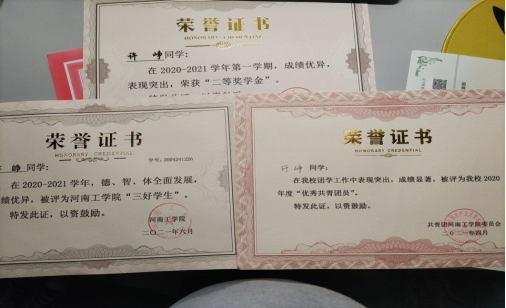 荣誉证书
HONORARY CREDENTIAL
许峥同学:
在2020-2021学年第一学期,成绩优异,
表现突出,荣获“二等奖学金”。
荣誉证书
HONORARY CREDENTIAL
峥同学:
在2020-2021学年,德、智、体全面发展,
绩优异,被评为河南工学院“三好学生”。
特发此证,以资鼓励。
河南工学院
二〇二一年六月
荣誉证书
HONORARY CREDENTIAL
许峥同学:
在我校团学工作中表现突出,成绩显著,被评为我校2020
年度“优秀共青团员”。
特发此证,以资鼓励。
共青团河南工学院委员会
二〇二一年四月